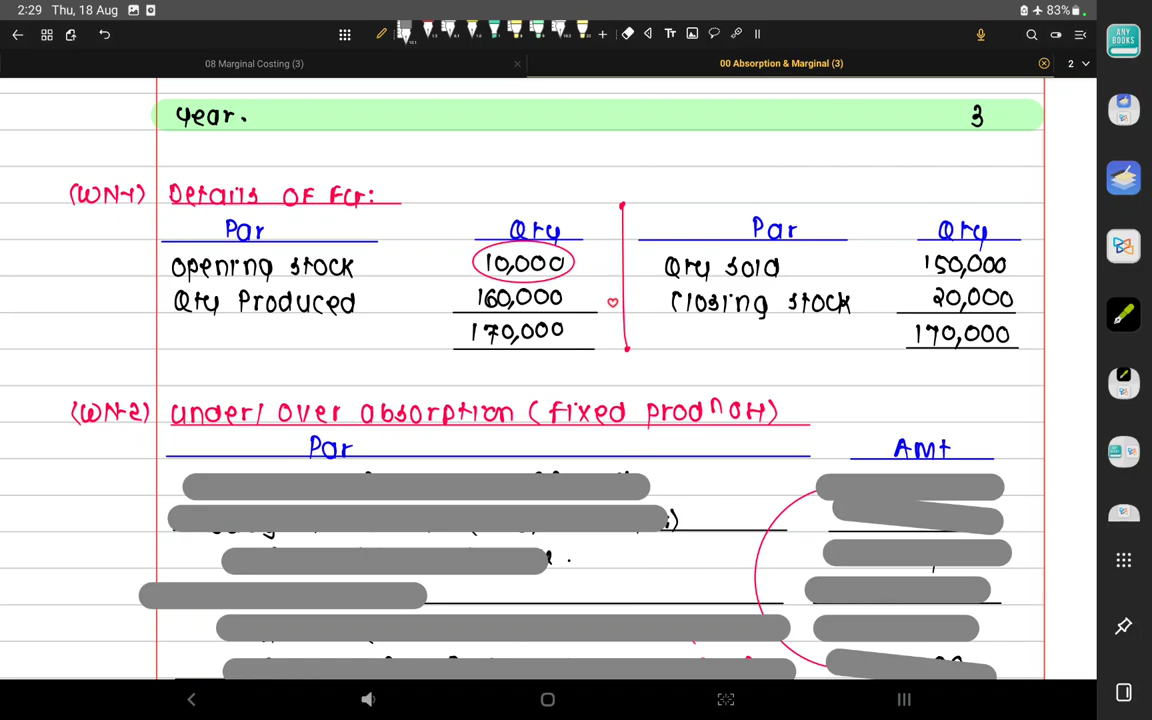 2:29 Thu, 18 Aug 83%
08 Marginal Costing (3) 00 Absorption & Marginal (3) 2
ANY BOOKS
Year. 3
(WN-1) Details OF FG:
Par Qty Par Qty
Opening stock 10,000 Qty sold 150,000
Qty Produced 160,000 Closing stock 20,000
170,000 170,000
(WN-2) under/over absorption (fixed prodn OH)
Par Amt